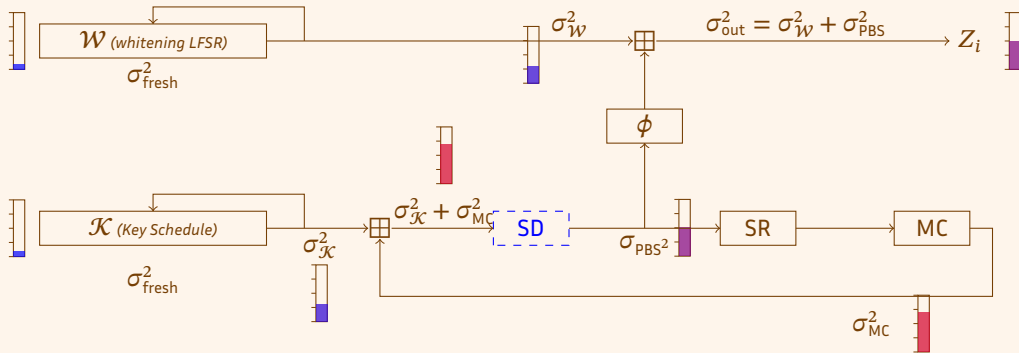 𝒲 (whitening LFSR)
σ²_fresh
σ²_𝒲
σ²_out = σ²_𝒲 + σ²_PBS
Z_i
ϕ
𝒦 (Key Schedule)
σ²_fresh
σ²_𝒦
σ²_𝒦 + σ²_MC
SD
σ_PBS²
SR
MC
σ²_MC